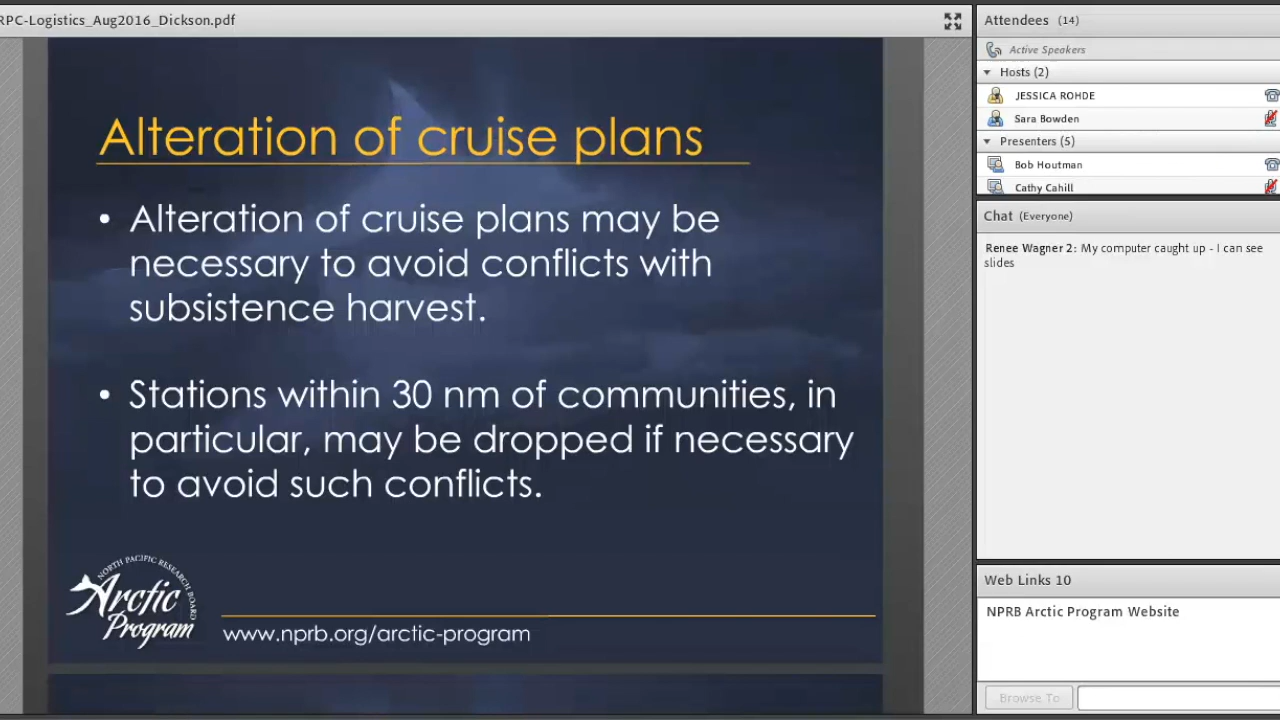 RPC-Logistics_Aug2016_Dickson.pdf
Alteration of cruise plans
• Alteration of cruise plans may be
necessary to avoid conflicts with
subsistence harvest.
• Stations within 30 nm of communities, in
particular, may be dropped if necessary
to avoid such conflicts.
NORTH PACIFIC RESEARCH BOARD
Arctic
Program
www.nprb.org/arctic-program
Attendees (14)
Active Speakers
Hosts (2)
JESSICA ROHDE
Sara Bowden
Presenters (5)
Bob Houtman
Cathy Cahill
Chat (Everyone)
Renee Wagner 2: My computer caught up - I can see
slides
Web Links 10
NPRB Arctic Program Website
Browse To